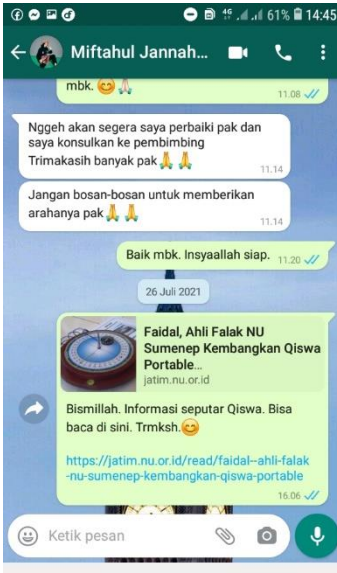 4G 61% 14:45
Miftahul Jannah...
mbk. 😊🙏
11.08
Nggeh akan segera saya perbaiki pak dan
saya konsulkan ke pembimbing
Trimakasih banyak pak🙏🙏
11.14
Jangan bosan-bosan untuk memberikan
arahanya pak🙏🙏
11.14
Baik mbk. Insyaallah siap. 11.20
26 Juli 2021
Faidal, Ahli Falak NU
Sumenep Kembangkan Qiswa
Portable...
jatim.nu.or.id
Bismillah. Informasi seputar Qiswa. Bisa
baca di sini. Trmksh.😊
https://jatim.nu.or.id/read/faidal--ahli-falak
-nu-sumenep-kembangkan-qiswa-portable
16.06
Ketik pesan